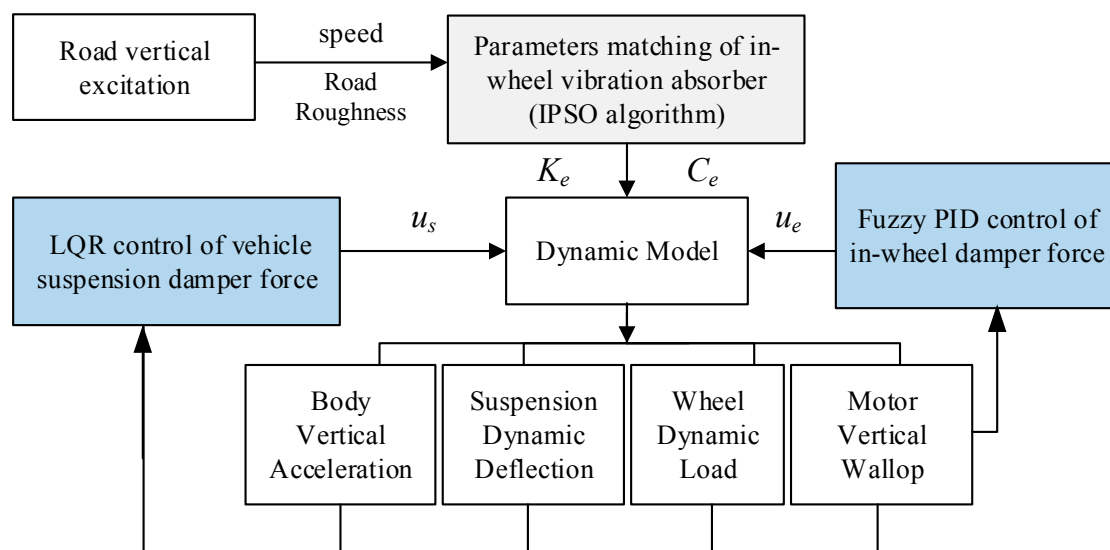 Road vertical
excitation
speed
Road
Roughness
Parameters matching of in-
wheel vibration absorber
(IPSO algorithm)
K_e
C_e
LQR control of vehicle
suspension damper force
u_s
Dynamic Model
u_e
Fuzzy PID control of
in-wheel damper force
Body
Vertical
Acceleration
Suspension
Dynamic
Deflection
Wheel
Dynamic
Load
Motor
Vertical
Wallop